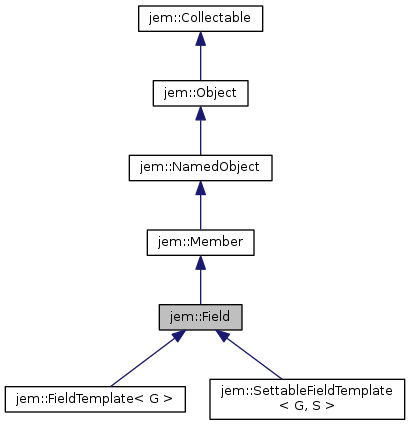 jem::Collectable
jem::Object
jem::NamedObject
jem::Member
jem::Field
jem::FieldTemplate< G >
jem::SettableFieldTemplate
< G, S >